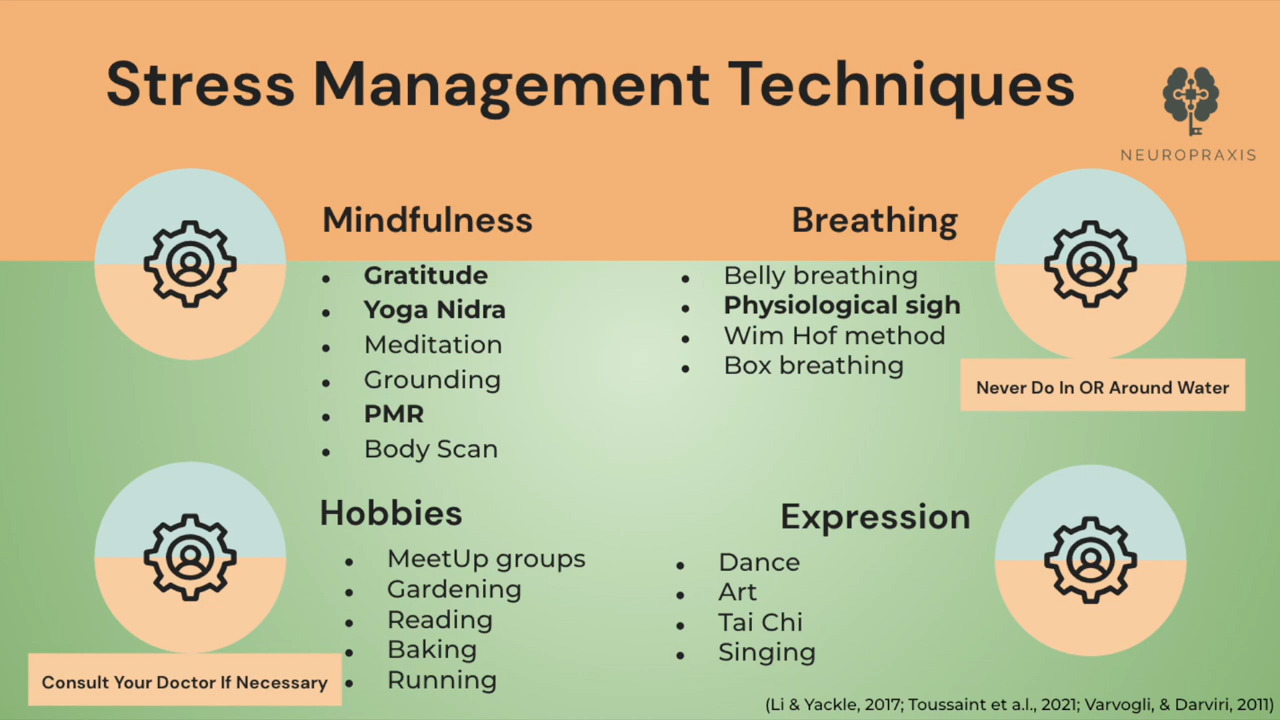 Stress Management Techniques
NEUROPRAXIS
Mindfulness
• Gratitude
• Yoga Nidra
• Meditation
• Grounding
• PMR
• Body Scan
Breathing
• Belly breathing
• Physiological sigh
• Wim Hof method
• Box breathing
Never Do In OR Around Water
Hobbies
• MeetUp groups
• Gardening
• Reading
• Baking
• Running
Consult Your Doctor If Necessary
Expression
• Dance
• Art
• Tai Chi
• Singing
(Li & Yackle, 2017; Toussaint et a.l., 2021; Varvogli, & Darviri, 2011)